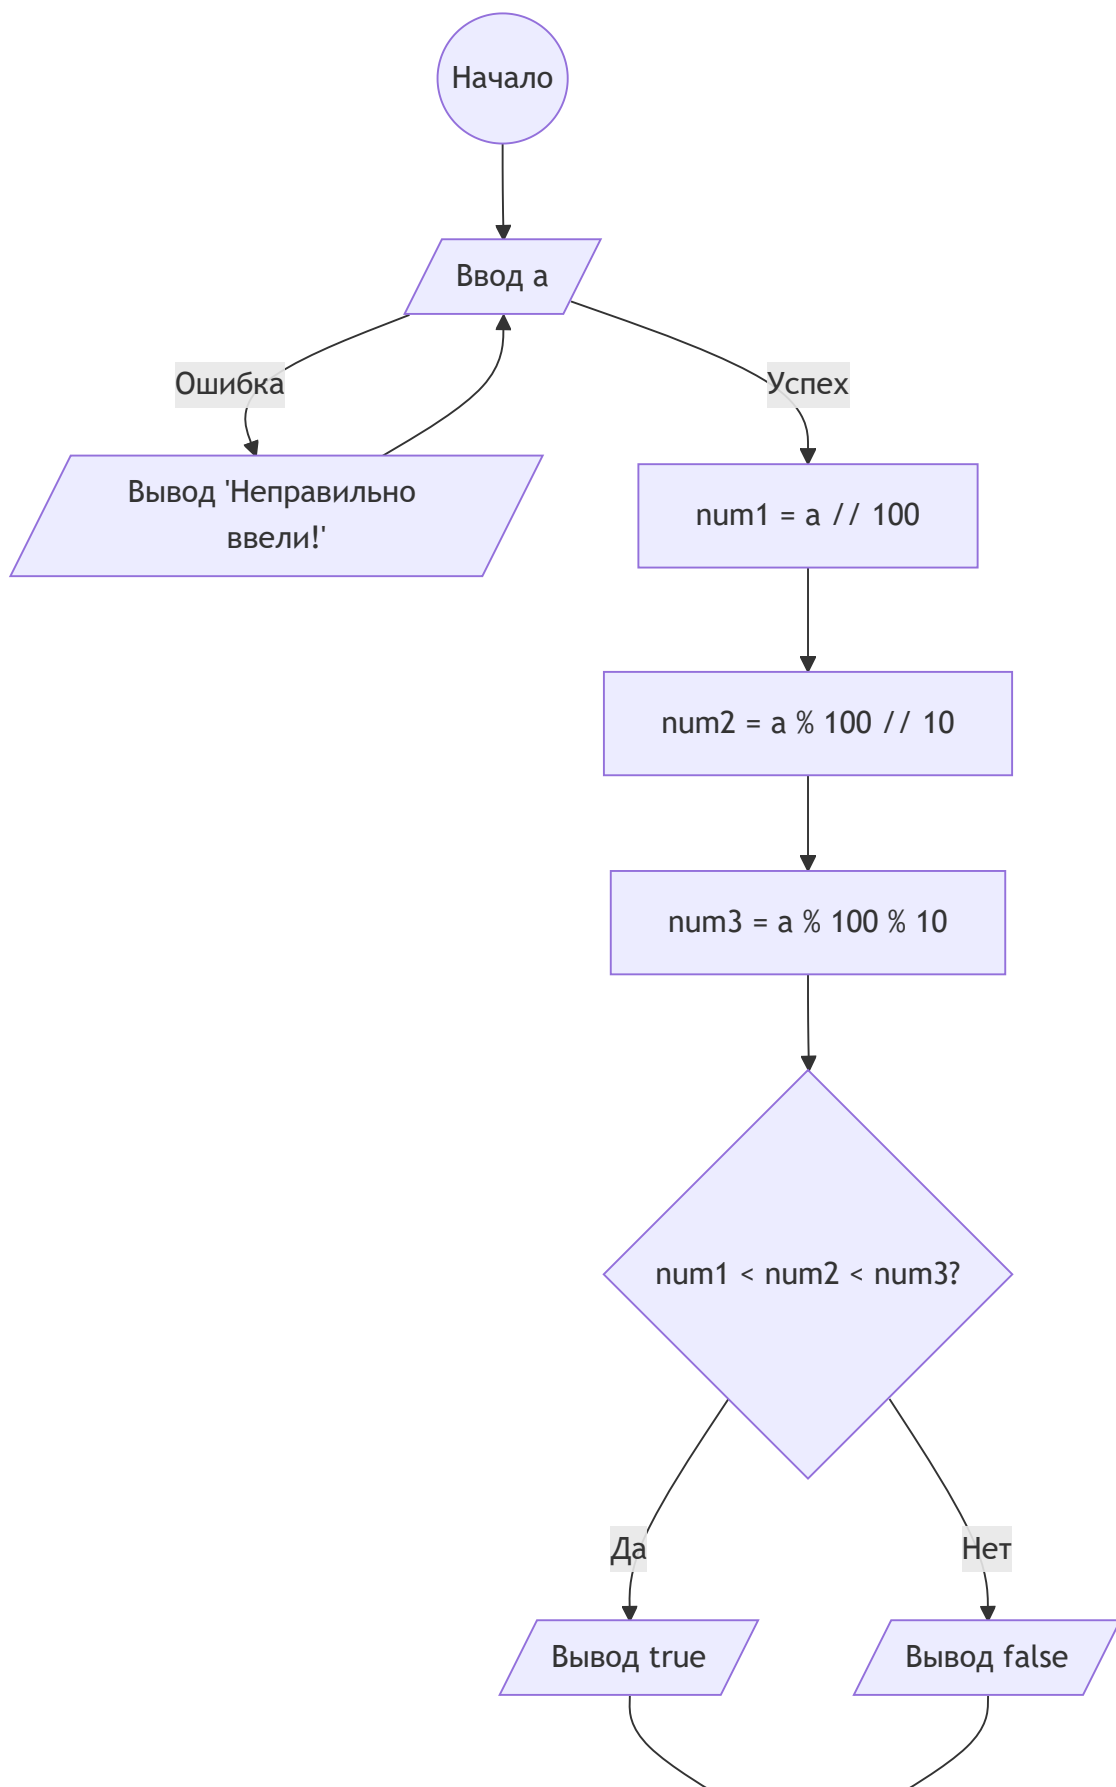 Начало
Ввод a
Ошибка
Успех
Вывод 'Неправильно
ввели!'
num1 = a // 100
num2 = a % 100 // 10
num3 = a % 100 % 10
num1 < num2 < num3?
Да
Нет
Вывод true
Вывод false